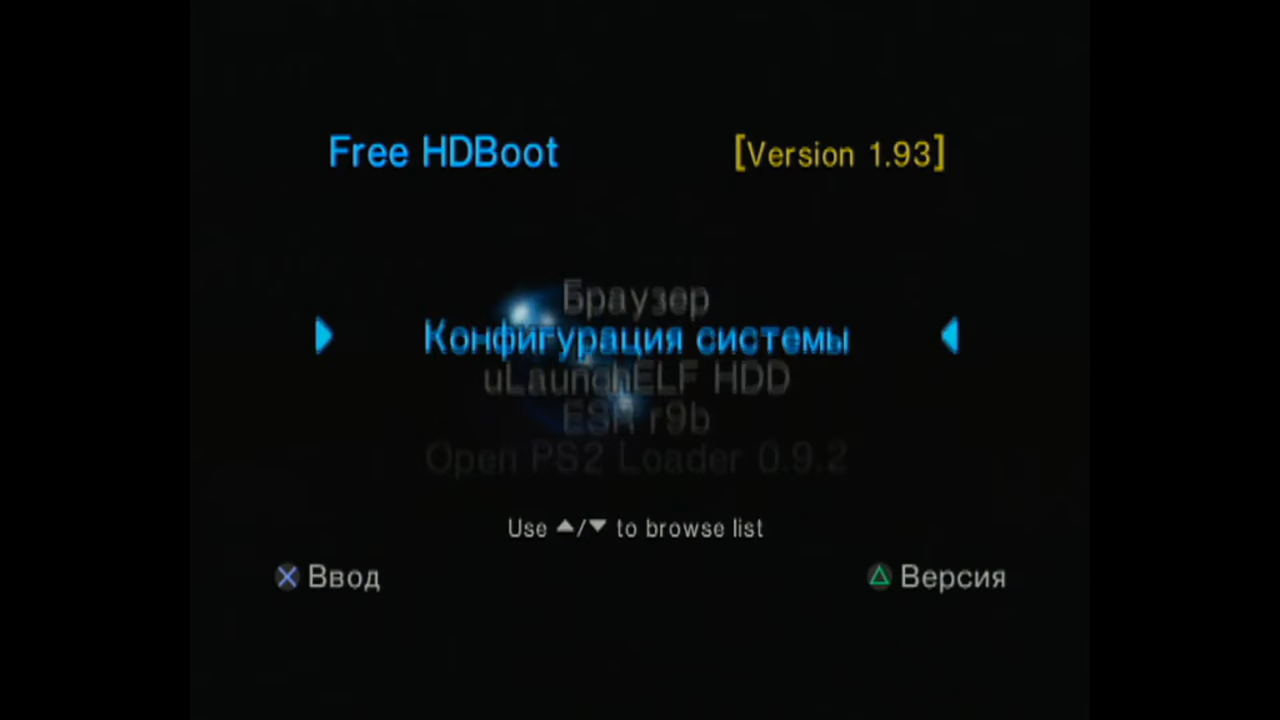 Free HDBoot [Version 1.93]
Браузер
Конфигурация системы
uLaunchELF HDD
ESR r9b
Open PS2 Loader 0.9.2
Use ▲/▼ to browse list
Ввод Версия